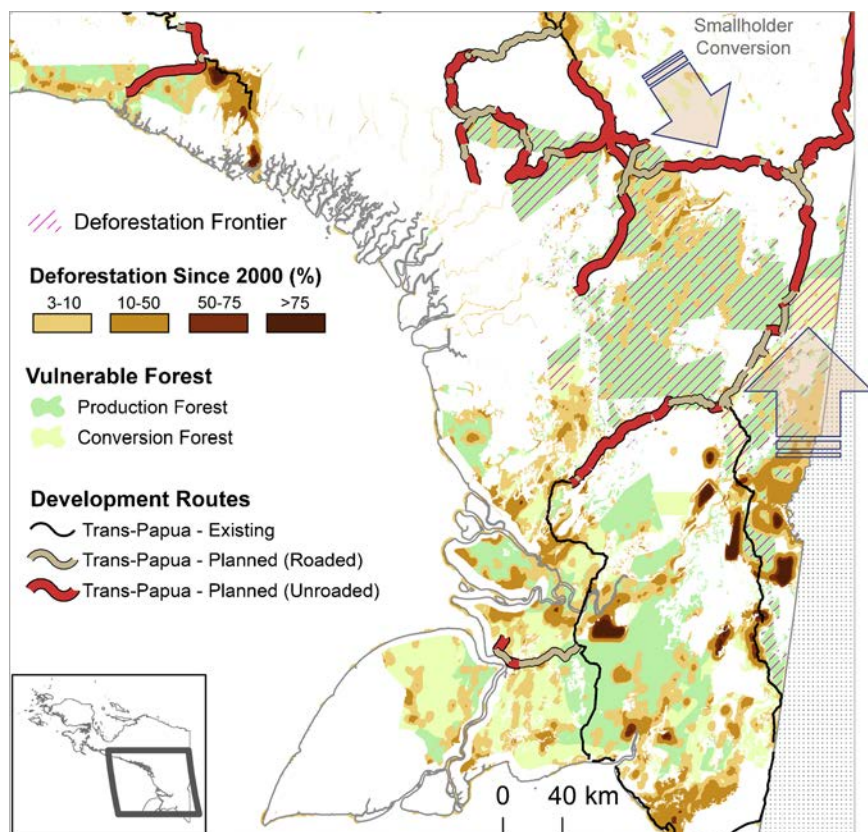 Smallholder
Conversion
Deforestation Frontier
Deforestation Since 2000 (%)
3-10 10-50 50-75 >75
Vulnerable Forest
Production Forest
Conversion Forest
Development Routes
Trans-Papua - Existing
Trans-Papua - Planned (Roaded)
Trans-Papua - Planned (Unroaded)
0 40 km